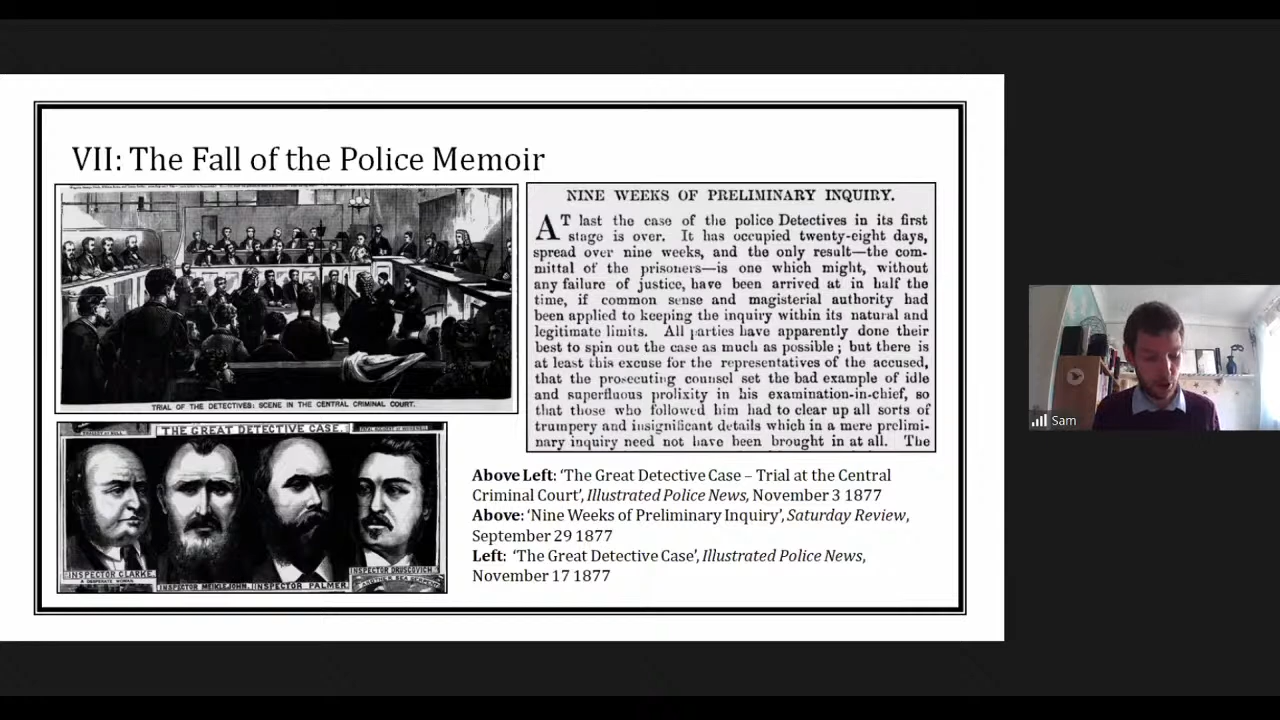 VII: The Fall of the Police Memoir
TRIAL OF THE DETECTIVES: SCENE IN THE CENTRAL CRIMINAL COURT.
NINE WEEKS OF PRELIMINARY INQUIRY.
AT last the case of the police Detectives in its first
stage is over. It has occupied twenty-eight days,
spread over nine weeks, and the only result—the com-
mittal of the prisoners—is one which might, without
any failure of justice, have been arrived at in half the
time, if common sense and magisterial authority had
been applied to keeping the inquiry within its natural and
legitimate limits. All parties have apparently done their
best to spin out the case as much as possible; but there is
at least this excuse for the representatives of the accused,
that the prosecuting counsel set the bad example of idle
and superfluous prolixity in his examination-in-chief, so
that those who followed him had to clear up all sorts of
trumpery and insignificant details which in a mere prelimi-
nary inquiry need not have been brought in at all. The
THE GREAT DETECTIVE CASE.
INSPECTOR CLARKE.
A DESPERATE WOMAN
INSPECTOR MEIKLEJOHN.
INSPECTOR PALMER
INSPECTOR DRUSCOVICH.
ANOTHER SEA SERPENT
Above Left: ‘The Great Detective Case – Trial at the Central
Criminal Court’, Illustrated Police News, November 3 1877
Above: ‘Nine Weeks of Preliminary Inquiry’, Saturday Review,
September 29 1877
Left: ‘The Great Detective Case’, Illustrated Police News,
November 17 1877
Sam